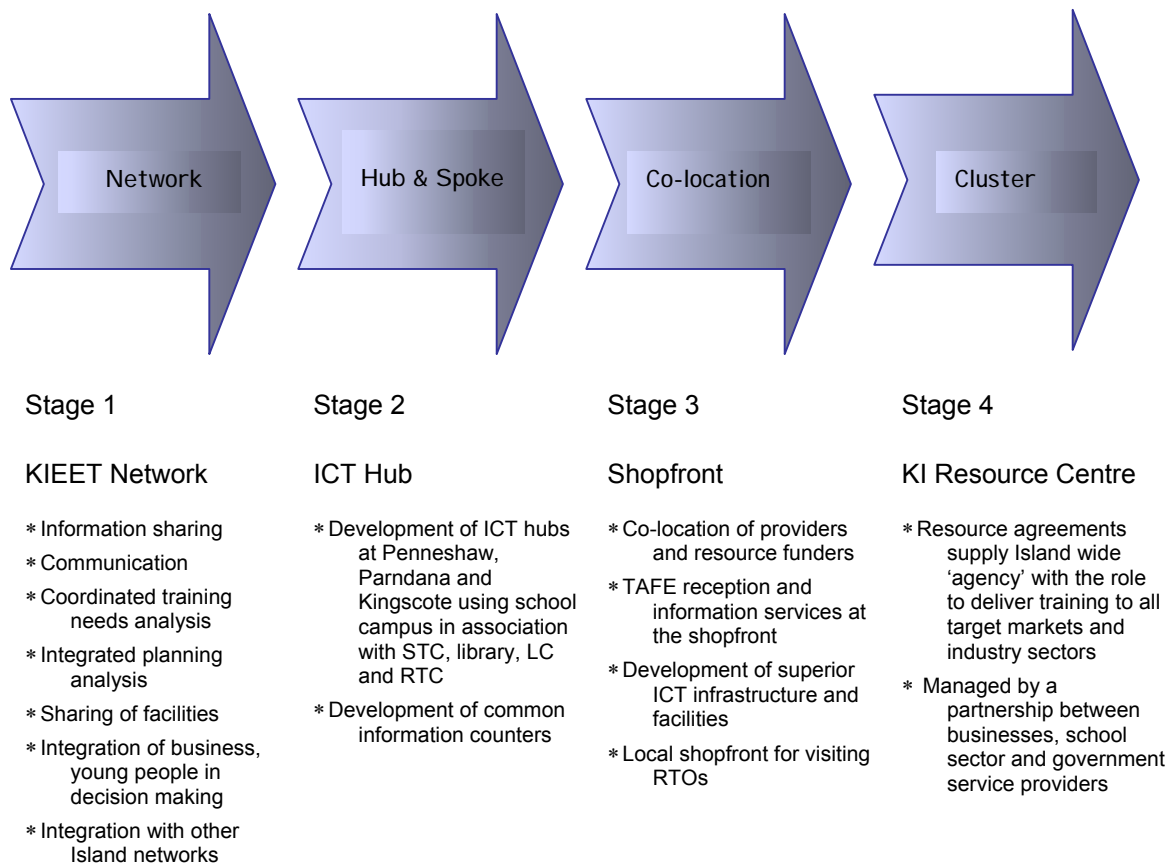 Network
Hub & Spoke
Co-location
Cluster
Stage 1
KIEET Network
* Information sharing
* Communication
* Coordinated training
needs analysis
* Integrated planning
analysis
* Sharing of facilities
* Integration of business,
young people in
decision making
* Integration with other
Island networks
Stage 2
ICT Hub
* Development of ICT hubs
at Penneshaw,
Parndana and
Kingscote using school
campus in association
with STC, library, LC
and RTC
* Development of common
information counters
Stage 3
Shopfront
* Co-location of providers
and resource funders
* TAFE reception and
information services at
the shopfront
* Development of superior
ICT infrastructure and
facilities
* Local shopfront for visiting
RTOs
Stage 4
KI Resource Centre
* Resource agreements
supply Island wide
‘agency’ with the role
to deliver training to all
target markets and
industry sectors
* Managed by a
partnership between
businesses, school
sector and government
service providers